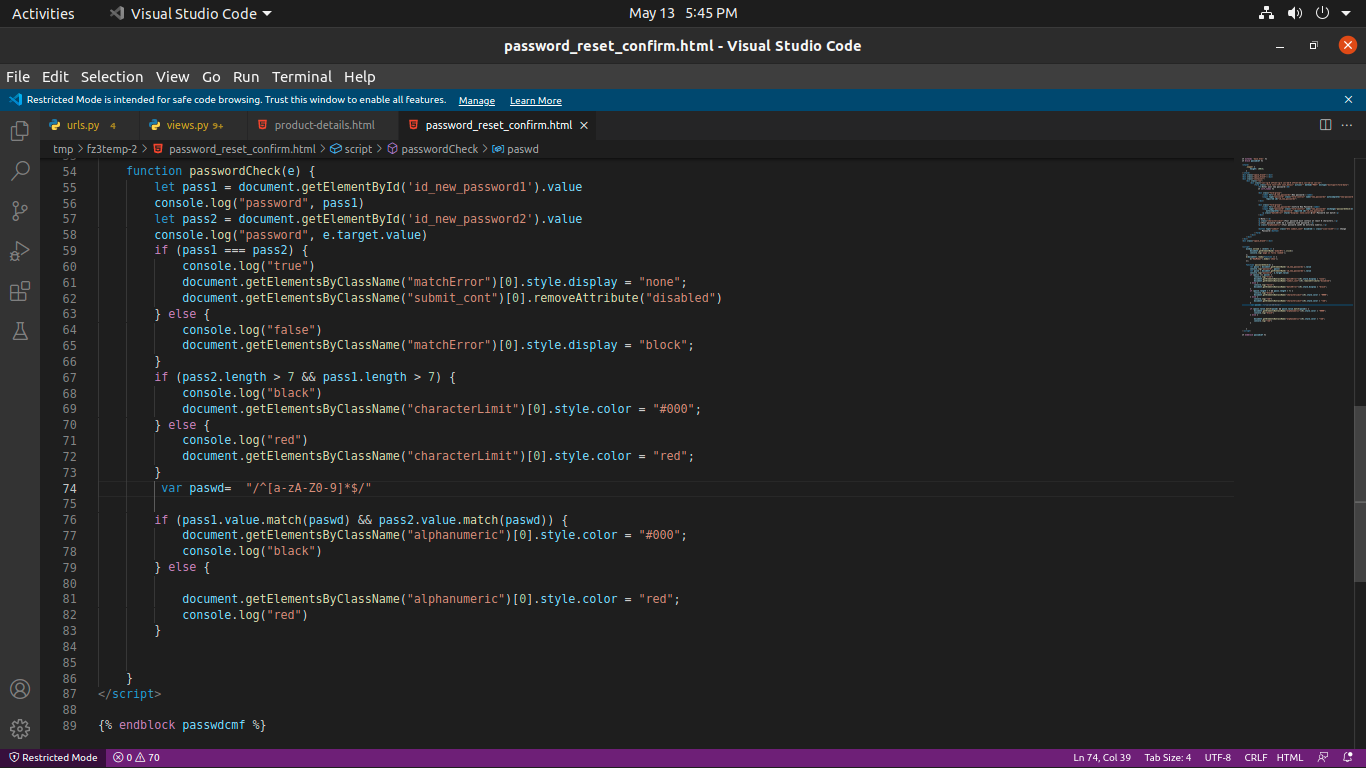 Activities Visual Studio Code May 13 5:45 PM
password_reset_confirm.html - Visual Studio Code
File Edit Selection View Go Run Terminal Help
Restricted Mode is intended for safe code browsing. Trust this window to enable all features. Manage Learn More
urls.py 4 views.py 9+ product-details.html password_reset_confirm.html
tmp > fz3temp-2 > password_reset_confirm.html > script > passwordCheck > paswd
54 function passwordCheck(e) {
55 let pass1 = document.getElementById('id_new_password1').value
56 console.log("password", pass1)
57 let pass2 = document.getElementById('id_new_password2').value
58 console.log("password", e.target.value)
59 if (pass1 === pass2) {
60 console.log("true")
61 document.getElementsByClassName("matchError")[0].style.display = "none";
62 document.getElementsByClassName("submit_cont")[0].removeAttribute("disabled")
63 } else {
64 console.log("false")
65 document.getElementsByClassName("matchError")[0].style.display = "block";
66 }
67 if (pass2.length > 7 && pass1.length > 7) {
68 console.log("black")
69 document.getElementsByClassName("characterLimit")[0].style.color = "#000";
70 } else {
71 console.log("red")
72 document.getElementsByClassName("characterLimit")[0].style.color = "red";
73 }
74 var paswd= "/^[a-zA-Z0-9]*$/"
75
76 if (pass1.value.match(paswd) && pass2.value.match(paswd)) {
77 document.getElementsByClassName("alphanumeric")[0].style.color = "#000";
78 console.log("black")
79 } else {
80
81 document.getElementsByClassName("alphanumeric")[0].style.color = "red";
82 console.log("red")
83 }
84
85
86 }
87 </script>
88
89 {% endblock passwdcmf %}
Restricted Mode 0 70 Ln 74, Col 39 Tab Size: 4 UTF-8 CRLF HTML